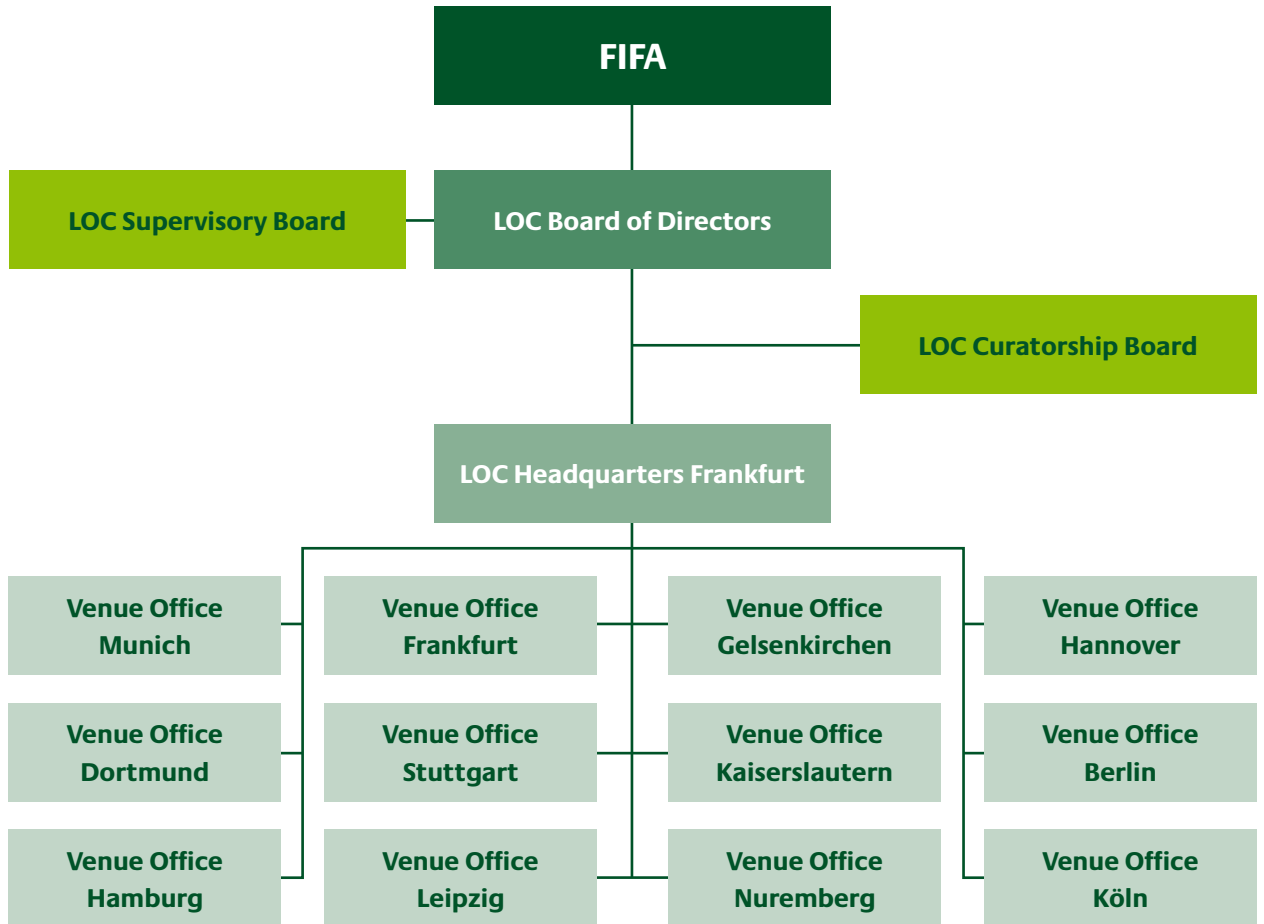 FIFA
LOC Supervisory Board
LOC Board of Directors
LOC Curatorship Board
LOC Headquarters Frankfurt
Venue Office
Munich
Venue Office
Frankfurt
Venue Office
Gelsenkirchen
Venue Office
Hannover
Venue Office
Dortmund
Venue Office
Stuttgart
Venue Office
Kaiserslautern
Venue Office
Berlin
Venue Office
Hamburg
Venue Office
Leipzig
Venue Office
Nuremberg
Venue Office
Köln